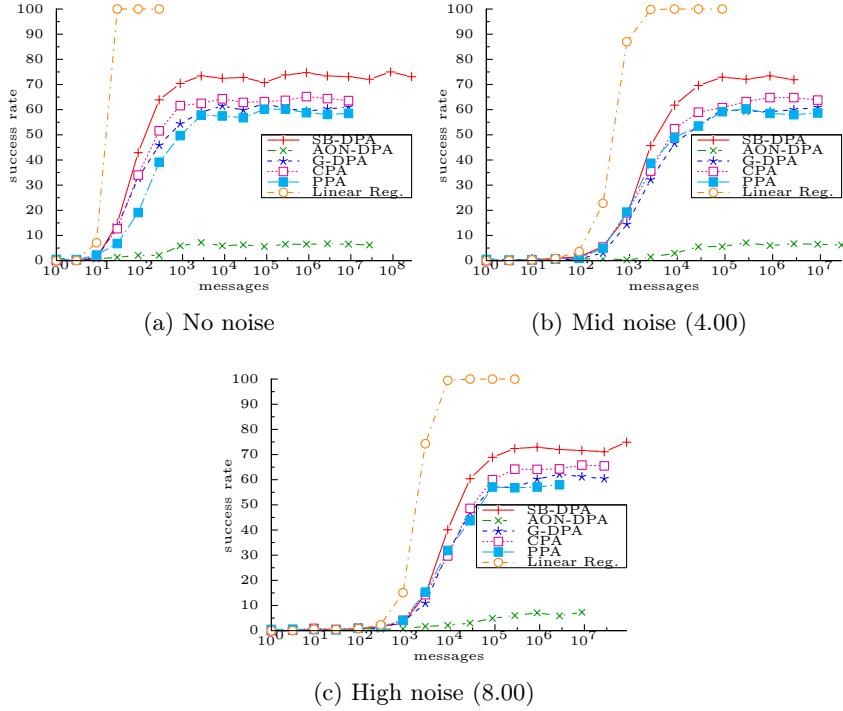 100
90
80
70
60
50
40
30
20
10
0
success rate
SB-DPA
AON-DPA
G-DPA
CPA
PPA
Linear Reg.
10^0 10^1 10^2 10^3 10^4 10^5 10^6 10^7 10^8
messages
(a) No noise
100
90
80
70
60
50
40
30
20
10
0
success rate
SB-DPA
AON-DPA
G-DPA
CPA
PPA
Linear Reg.
10^0 10^1 10^2 10^3 10^4 10^5 10^6 10^7
messages
(b) Mid noise (4.00)
100
90
80
70
60
50
40
30
20
10
0
success rate
SB-DPA
AON-DPA
G-DPA
CPA
PPA
Linear Reg.
10^0 10^1 10^2 10^3 10^4 10^5 10^6 10^7
messages
(c) High noise (8.00)